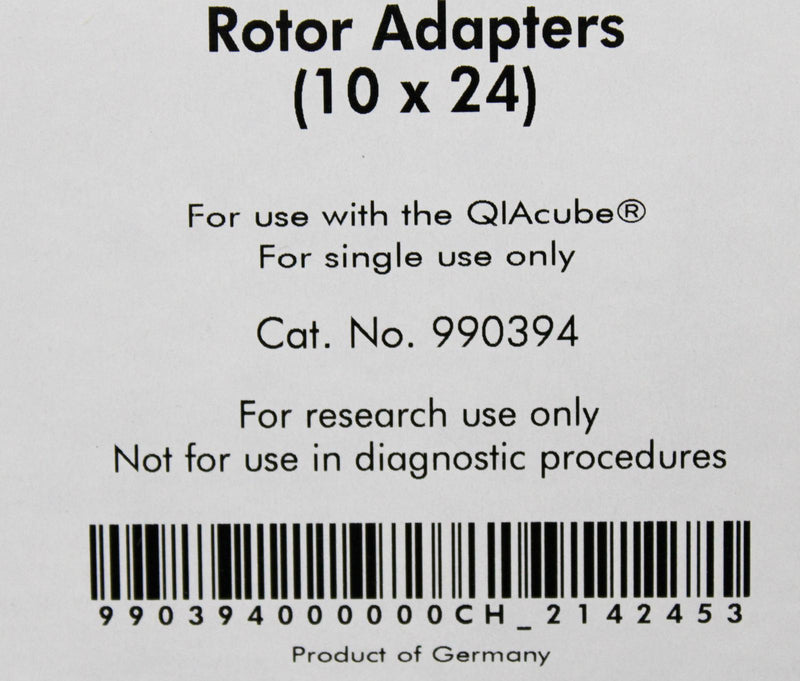 Rotor Adapters
(10 x 24)
For use with the QIAcube®
For single use only
Cat. No. 990394
For research use only
Not for use in diagnostic procedures
990394000000CH_2142453
Product of Germany